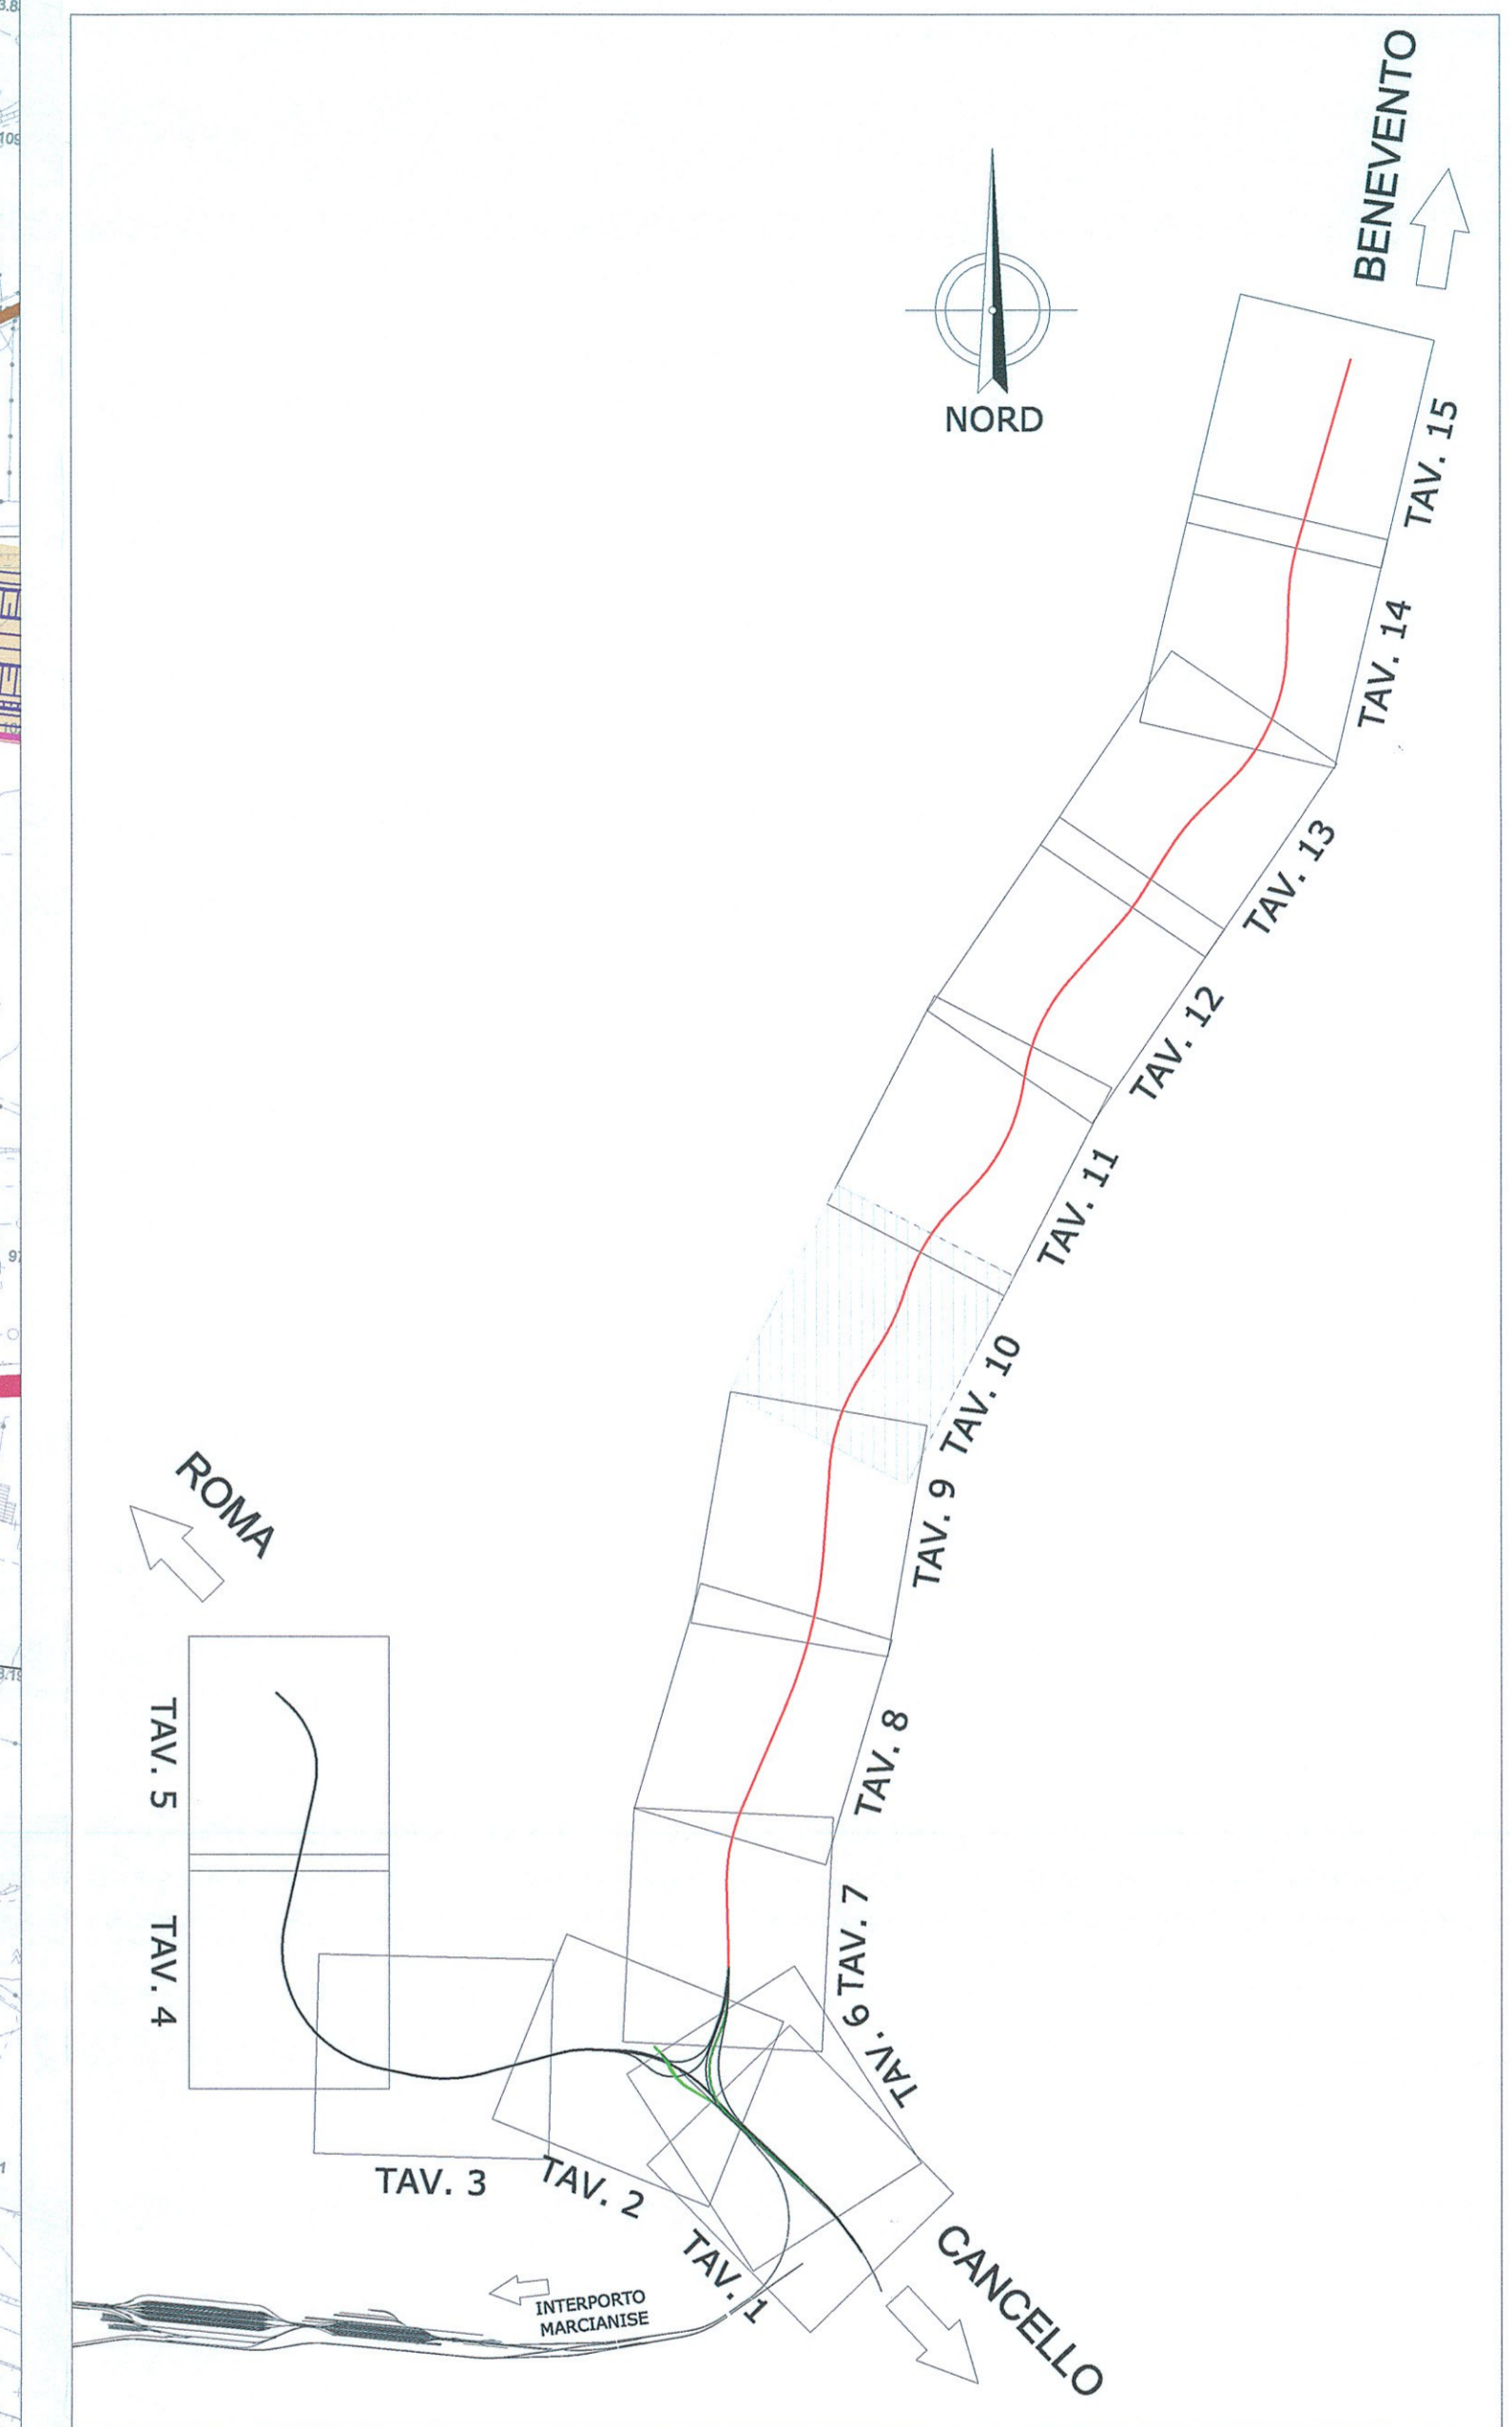 BENEVENTO
NORD
TAV. 15
TAV. 14
TAV. 13
TAV. 12
TAV. 11
TAV. 10
TAV. 9
ROMA
TAV. 8
TAV. 5
TAV. 7
TAV. 4
TAV. 6
TAV. 3
TAV. 2
TAV. 1
CANCELLO
INTERPORTO
MARCIANISE